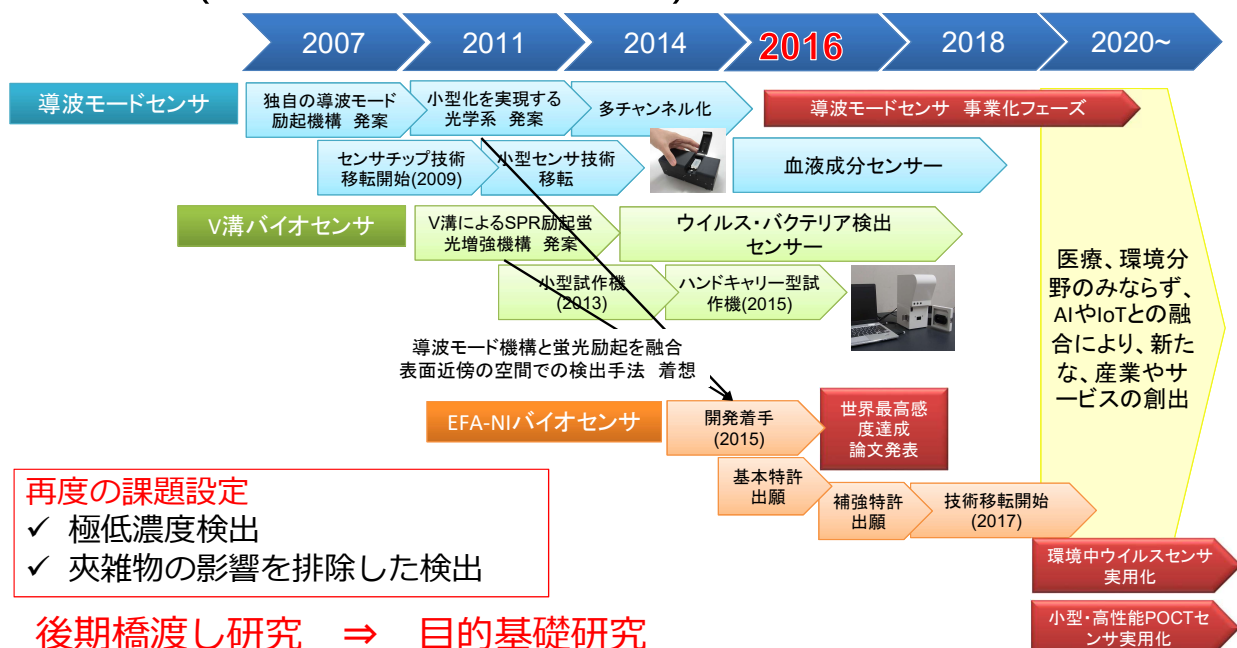 2007
2011
2014
2016
2018
2020~
導波モードセンサ
独自の導波モード
励起機構 発案
小型化を実現する
光学系 発案
多チャンネル化
導波モードセンサ 事業化フェーズ
センサチップ技術
移転開始(2009)
小型センサ技術
移転
血液成分センサー
V溝バイオセンサ
V溝によるSPR励起蛍
光増強機構 発案
ウイルス・バクテリア検出
センサー
小型試作機
(2013)
ハンドキャリー型試
作機(2015)
医療、環境分
野のみならず、
AIやIoTとの融
合により、新た
な、産業やサ
ービスの創出
導波モード機構と蛍光励起を融合
表面近傍の空間での検出手法 着想
EFA-NIバイオセンサ
開発着手
(2015)
世界最高感
度達成
論文発表
基本特許
出願
補強特許
出願
技術移転開始
(2017)
再度の課題設定
✓ 極低濃度検出
✓ 夾雑物の影響を排除した検出
環境中ウイルスセンサ
実用化
小型・高性能POCTセ
ンサ実用化
後期橋渡し研究 ⇒ 目的基礎研究